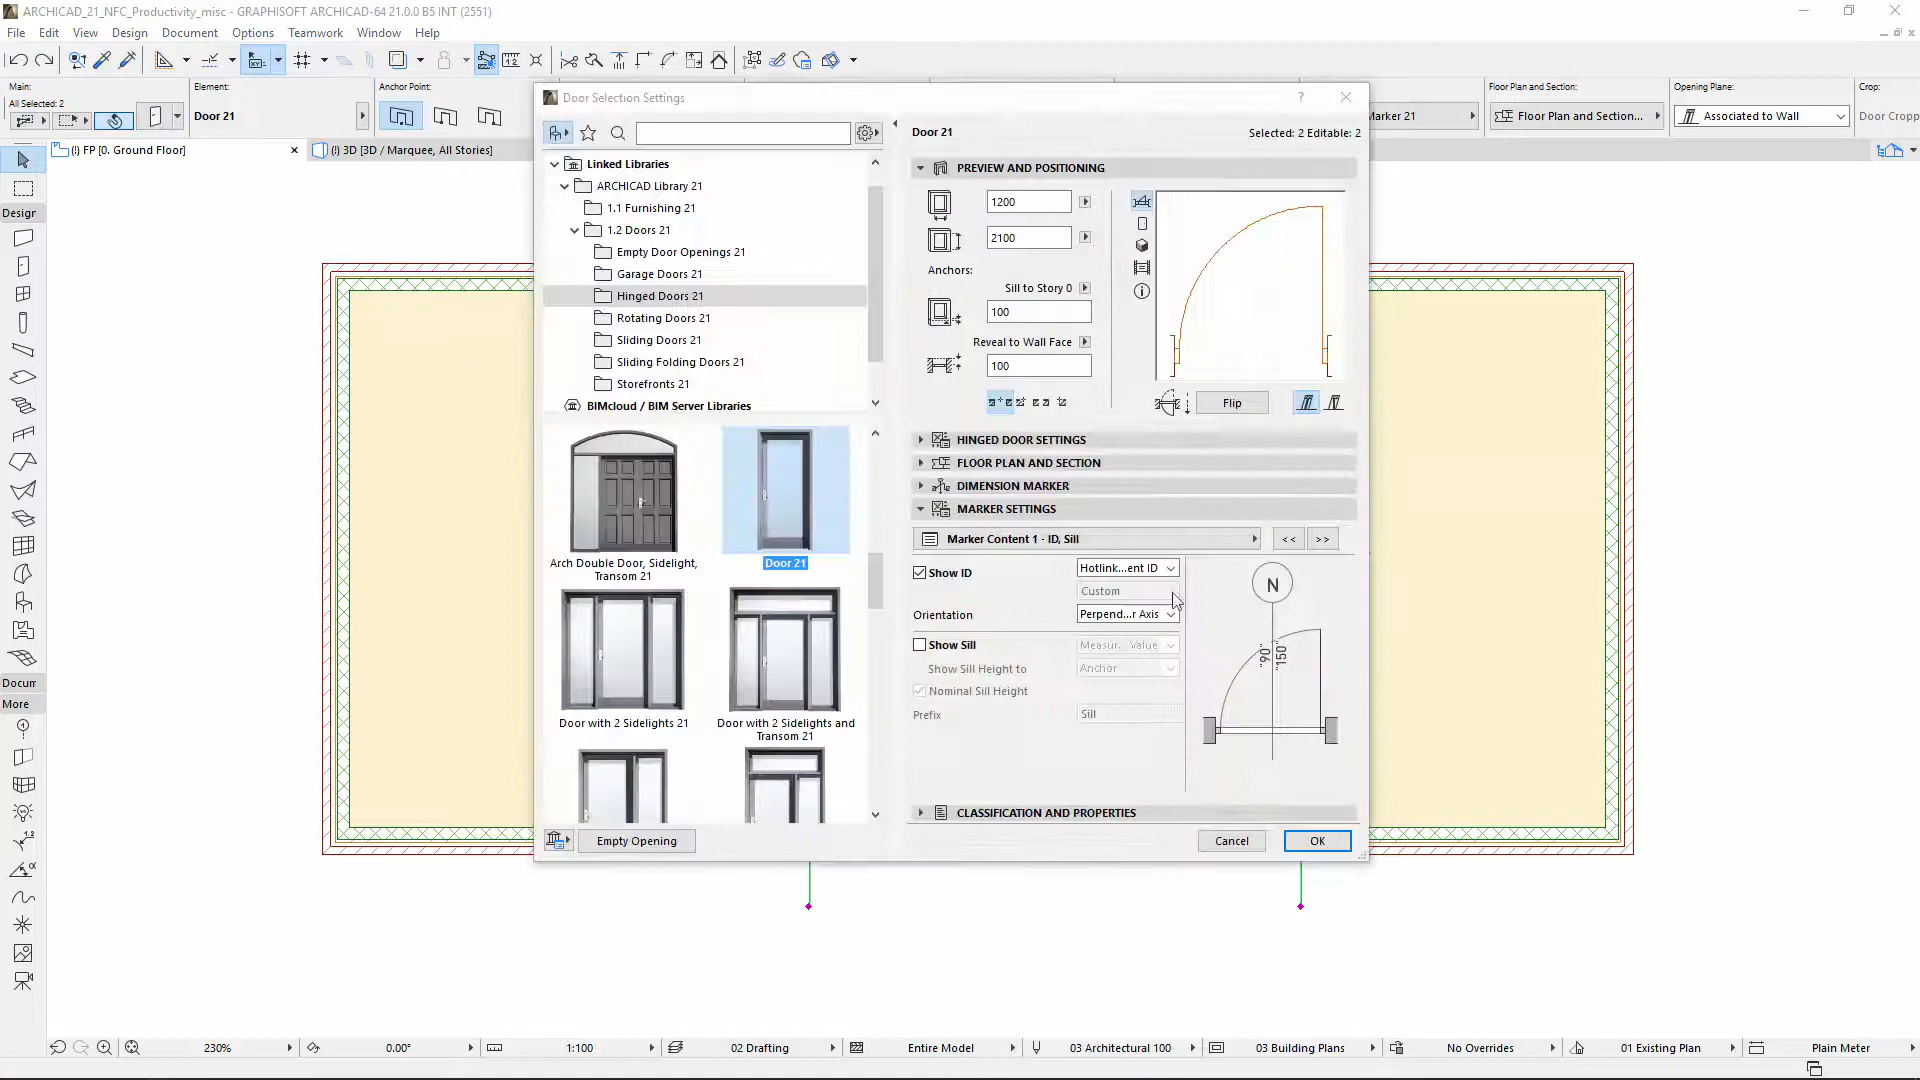 ARCHICAD_21_NFC_Productivity_misc - GRAPHISOFT ARCHICAD-64 21.0.0 B5 INT (2551)
File Edit View Design Document Options Teamwork Window Help
Main:
All Selected: 2
Element:
Door 21
Anchor Point:
Marker 21
Floor Plan and Section:
Floor Plan and Section...
Opening Plane:
Associated to Wall
Crop:
Door Cropp
(!) FP [0. Ground Floor]
(!) 3D [3D / Marquee, All Stories]
Design
Docum
More
1.2
Door Selection Settings
?
Linked Libraries
ARCHICAD Library 21
1.1 Furnishing 21
1.2 Doors 21
Empty Door Openings 21
Garage Doors 21
Hinged Doors 21
Rotating Doors 21
Sliding Doors 21
Sliding Folding Doors 21
Storefronts 21
BIMcloud / BIM Server Libraries
Arch Double Door, Sidelight,
Transom 21
Door 21
Door with 2 Sidelights 21
Door with 2 Sidelights and
Transom 21
Empty Opening
Door 21
Selected: 2 Editable: 2
PREVIEW AND POSITIONING
1200
2100
Anchors:
Sill to Story 0
100
Reveal to Wall Face
100
Flip
HINGED DOOR SETTINGS
FLOOR PLAN AND SECTION
DIMENSION MARKER
MARKER SETTINGS
Marker Content 1 - ID, Sill
<< >>
Show ID
Hotlink...ent ID
Custom
Orientation
Perpend...r Axis
Show Sill
Measur... Value
Show Sill Height to
Anchor
Nominal Sill Height
Prefix
Sill
N
"90"
"150"
CLASSIFICATION AND PROPERTIES
Cancel
OK
230%
0.00°
1:100
02 Drafting
Entire Model
03 Architectural 100
03 Building Plans
No Overrides
01 Existing Plan
Plain Meter